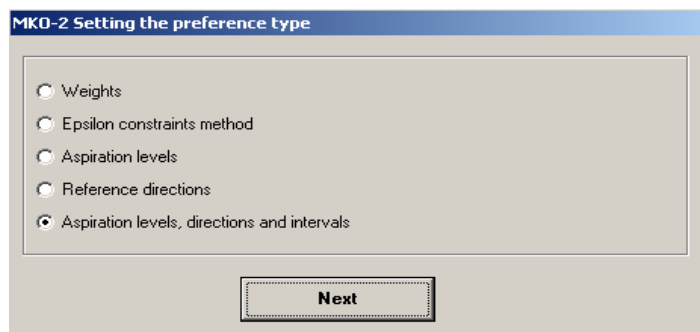 MKO-2 Setting the preference type
Weights
Epsilon constraints method
Aspiration levels
Reference directions
Aspiration levels, directions and intervals
Next